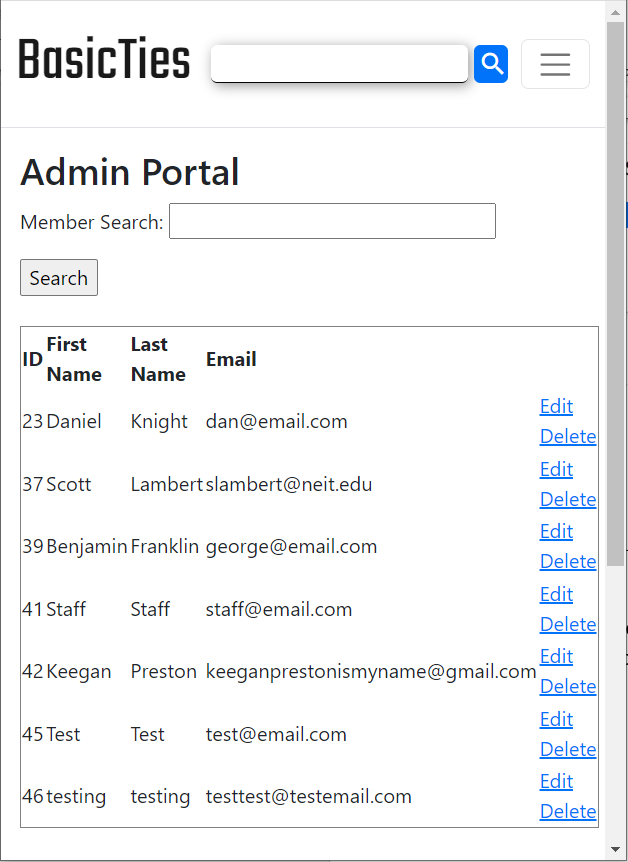 BasicTies
Admin Portal
Member Search:
Search
ID First Name Last Name Email
23 Daniel Knight dan@email.com Edit Delete
37 Scott Lambert slambert@neit.edu Edit Delete
39 Benjamin Franklin george@email.com Edit Delete
41 Staff Staff staff@email.com Edit Delete
42 Keegan Preston keeganprestonismyname@gmail.com Edit Delete
45 Test Test test@email.com Edit Delete
46 testing testing testtest@testemail.com Edit Delete